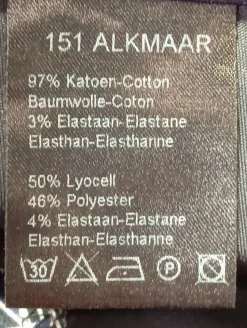 151 ALKMAAR
97% Katoen-Cotton
Baumwolle-Coton
3% Elastaan-Elastane
Elasthan-Elasthanne
50% Lyocell
46% Polyester
4% Elastaan-Elastane
Elasthan-Elasthanne
30 P